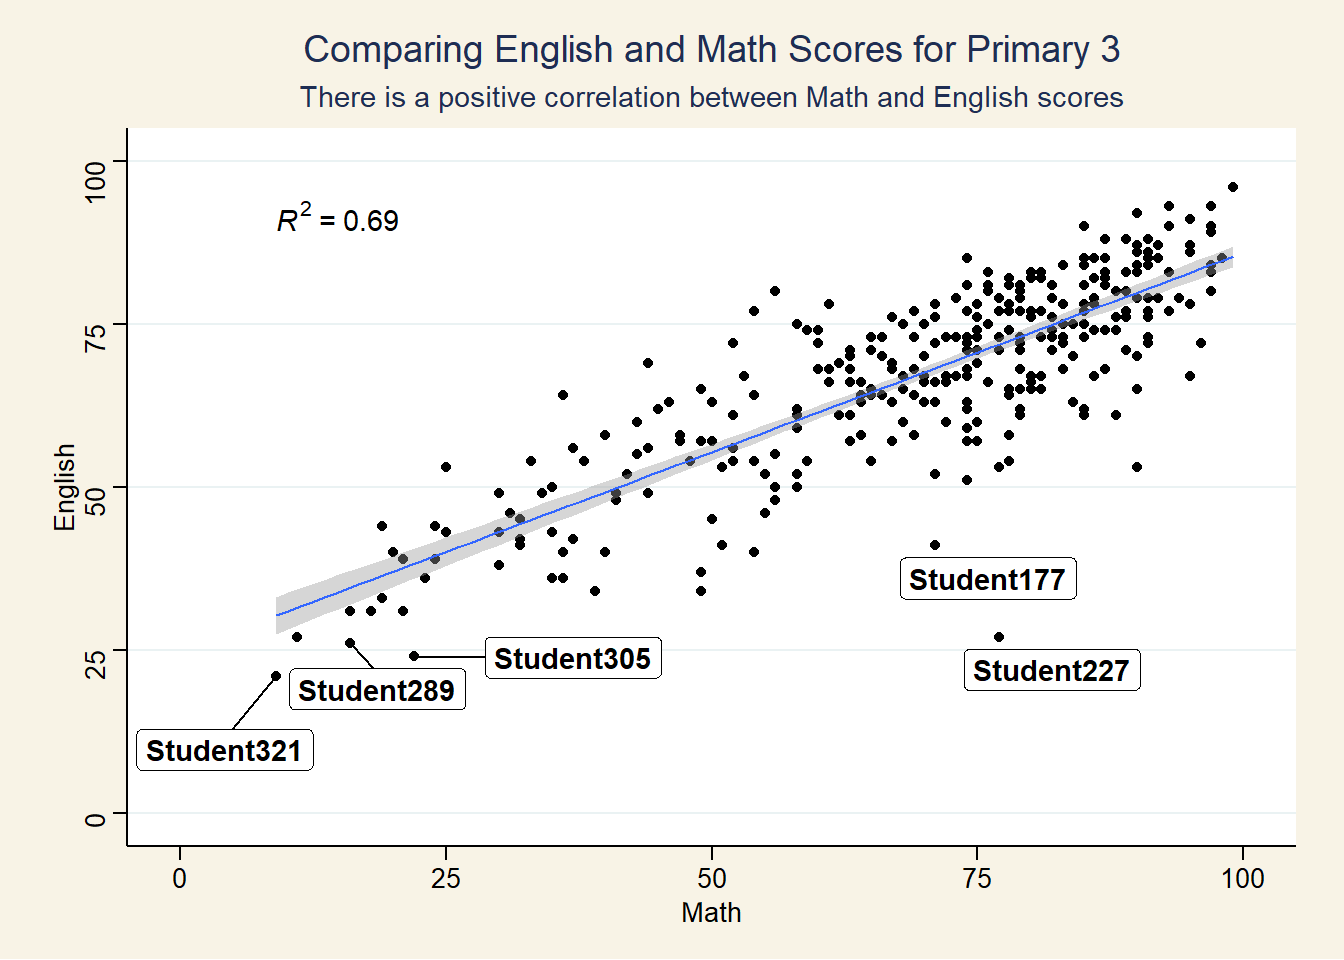 Comparing English and Math Scores for Primary 3
There is a positive correlation between Math and English scores
100
R² = 0.69
75
English
50
Student177
25
Student305
Student227
Student289
Student321
0
0 25 50 75 100
Math